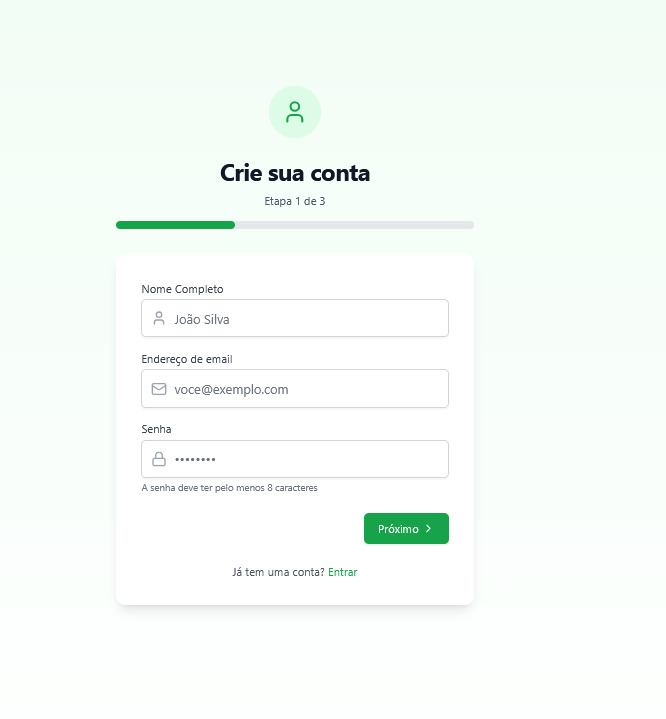 Crie sua conta
Etapa 1 de 3
Nome Completo
João Silva
Endereço de email
voce@exemplo.com
Senha
••••••••
A senha deve ter pelo menos 8 caracteres
Próximo
Já tem uma conta? Entrar